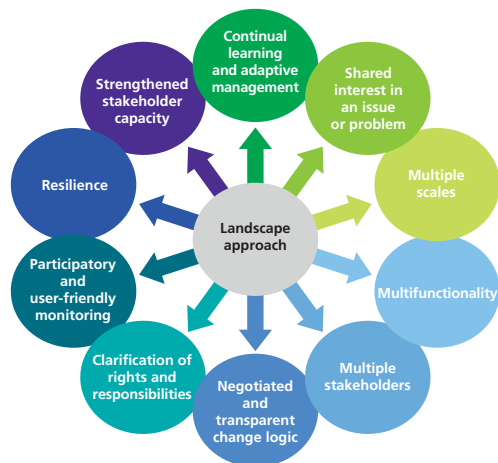 Continual
learning
and adaptive
management
Shared
interest in
an issue
or problem
Multiple
scales
Multifunctionality
Multiple
stakeholders
Negotiated
and
transparent
change logic
Clarification of
rights and
responsibilities
Participatory
and
user-friendly
monitoring
Resilience
Strengthened
stakeholder
capacity
Landscape
approach